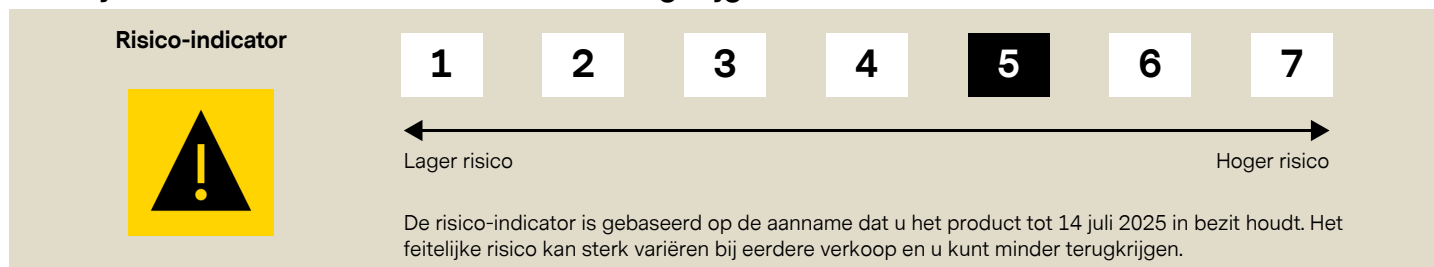 Risico-indicator
1 2 3 4 5 6 7
Lager risico Hoger risico
De risico-indicator is gebaseerd op de aanname dat u het product tot 14 juli 2025 in bezit houdt. Het
feitelijke risico kan sterk variëren bij eerdere verkoop en u kunt minder terugkrijgen.